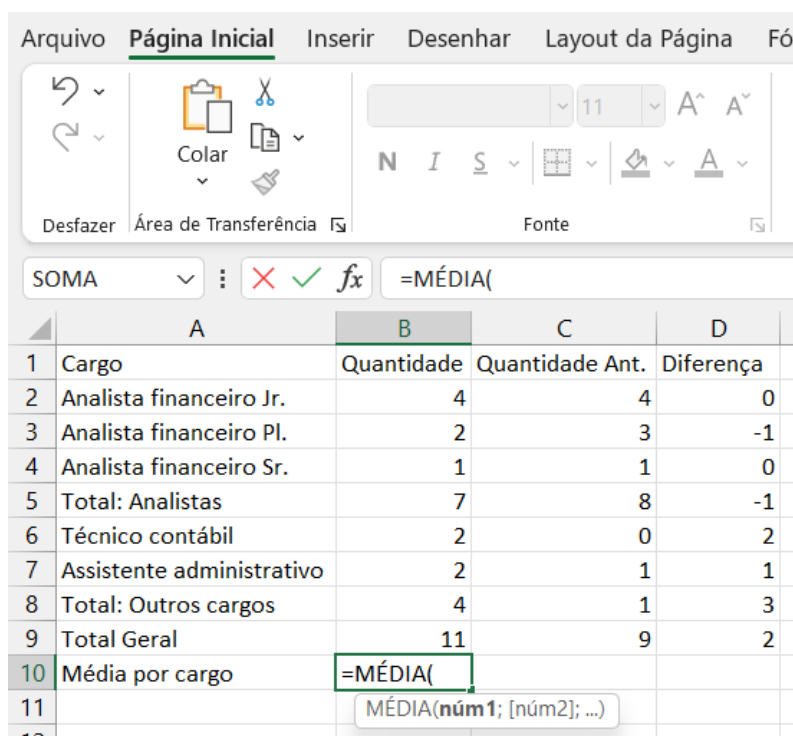 Arquivo Página Inicial Inserir Desenhar Layout da Página Fó
11 A A
Colar
N I S A
Desfazer Área de Transferência Fonte
SOMA fx =MÉDIA(
A B C D
1 Cargo Quantidade Quantidade Ant. Diferença
2 Analista financeiro Jr. 4 4 0
3 Analista financeiro Pl. 2 3 -1
4 Analista financeiro Sr. 1 1 0
5 Total: Analistas 7 8 -1
6 Técnico contábil 2 0 2
7 Assistente administrativo 2 1 1
8 Total: Outros cargos 4 1 3
9 Total Geral 11 9 2
10 Média por cargo =MÉDIA(
11 MÉDIA(núm1; [núm2]; ...)